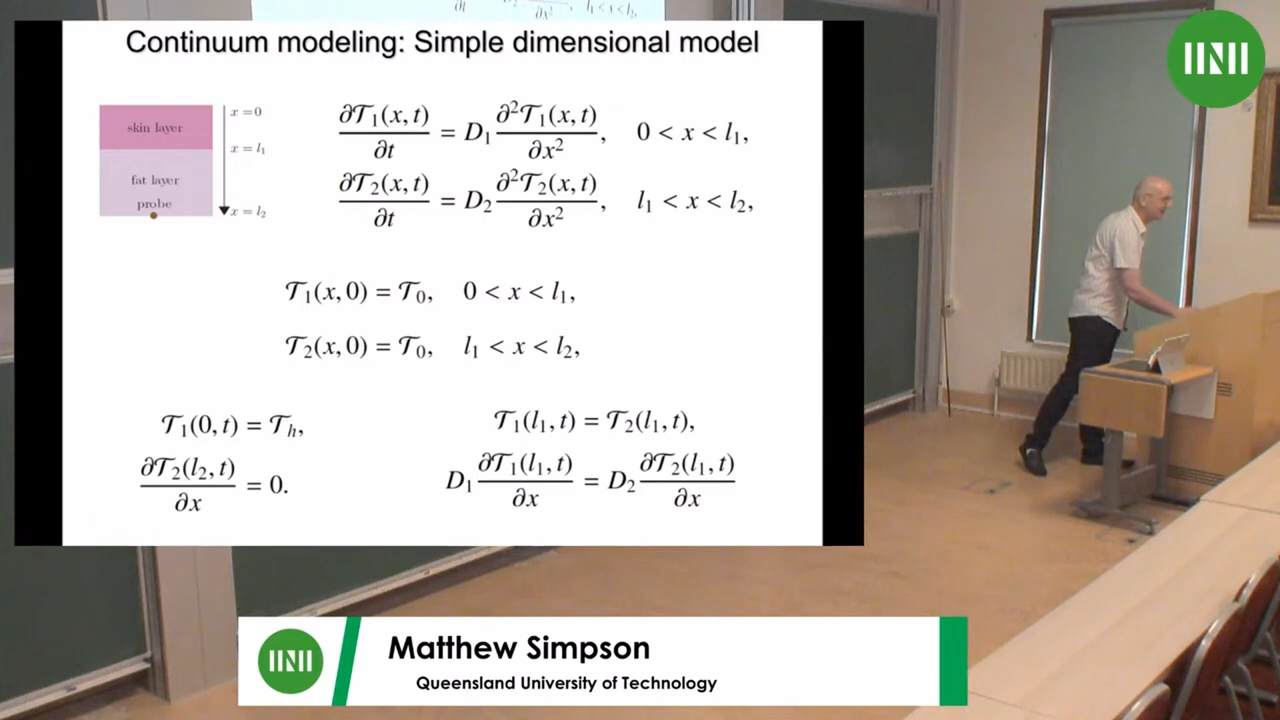 ∂t ∂x² , l₁ < x < l₂,
Continuum modeling: Simple dimensional model
skin layer
fat layer
probe
x = 0
x = l₁
x = l₂
∂𝒯₁(x, t)/∂t = D₁ ∂²𝒯₁(x, t)/∂x², 0 < x < l₁,
∂𝒯₂(x, t)/∂t = D₂ ∂²𝒯₂(x, t)/∂x², l₁ < x < l₂,
𝒯₁(x, 0) = 𝒯₀, 0 < x < l₁,
𝒯₂(x, 0) = 𝒯₀, l₁ < x < l₂,
𝒯₁(0, t) = 𝒯ₕ,
∂𝒯₂(l₂, t)/∂x = 0.
𝒯₁(l₁, t) = 𝒯₂(l₁, t),
D₁ ∂𝒯₁(l₁, t)/∂x = D₂ ∂𝒯₂(l₁, t)/∂x
Matthew Simpson
Queensland University of Technology